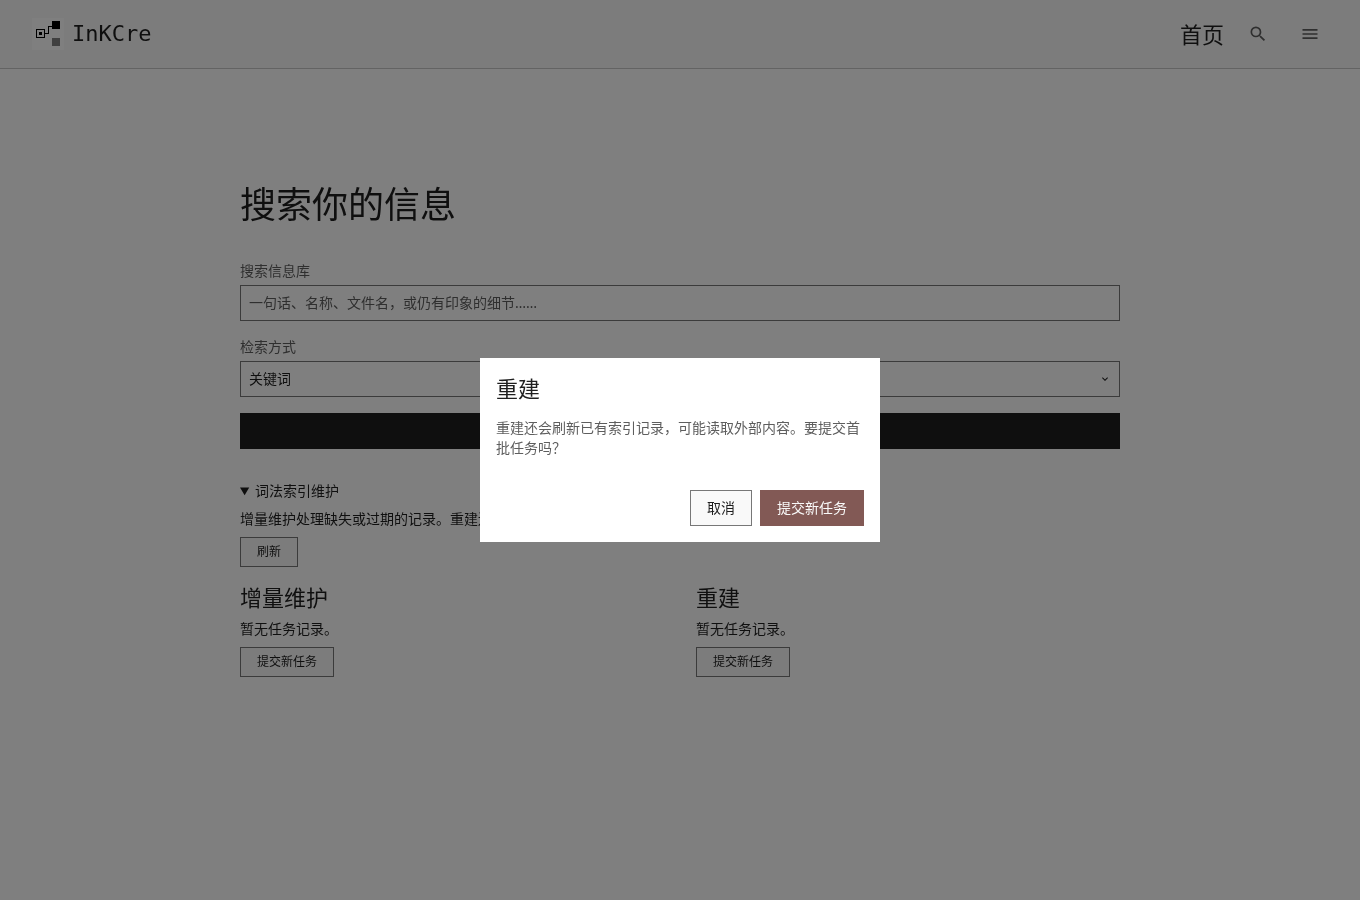 InKCre
首页
搜索你的信息
搜索信息库
一句话、名称、文件名，或仍有印象的细节……
检索方式
关键词
重建
重建还会刷新已有索引记录，可能读取外部内容。要提交首
批任务吗？
取消
提交新任务
词法索引维护
增量维护处理缺失或过期的记录。重建
刷新
增量维护
重建
暂无任务记录。
暂无任务记录。
提交新任务
提交新任务